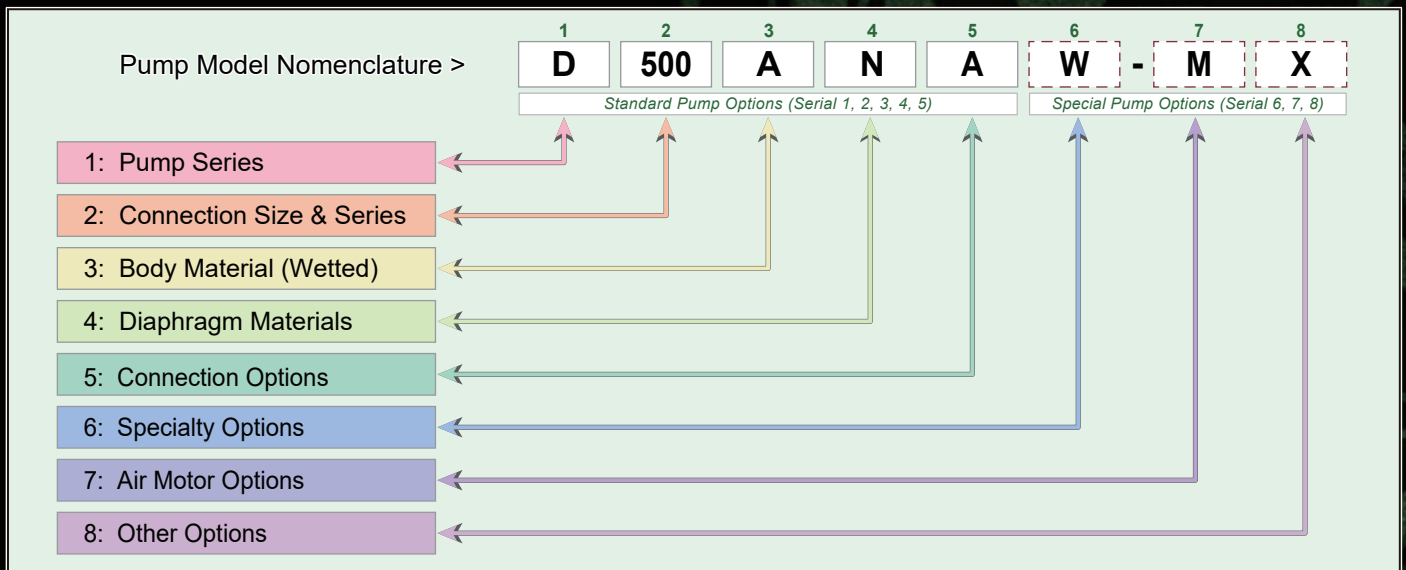 1 2 3 4 5 6 7 8
Pump Model Nomenclature > D 500 A N A W - M X
Standard Pump Options (Serial 1, 2, 3, 4, 5) Special Pump Options (Serial 6, 7, 8)
1: Pump Series
2: Connection Size & Series
3: Body Material (Wetted)
4: Diaphragm Materials
5: Connection Options
6: Specialty Options
7: Air Motor Options
8: Other Options